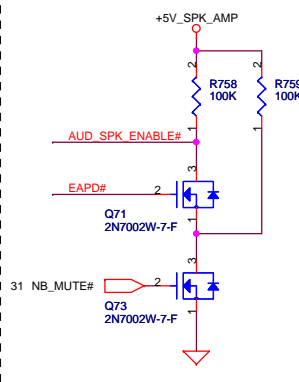 +5V_SPK_AMP
2
2
R758
100K
R759
100K
1
1
AUD_SPK_ENABLE#
3
EAPD#
2
1
Q71
2N7002W-7-F
3
31 NB_MUTE#
2
1
Q73
2N7002W-7-F